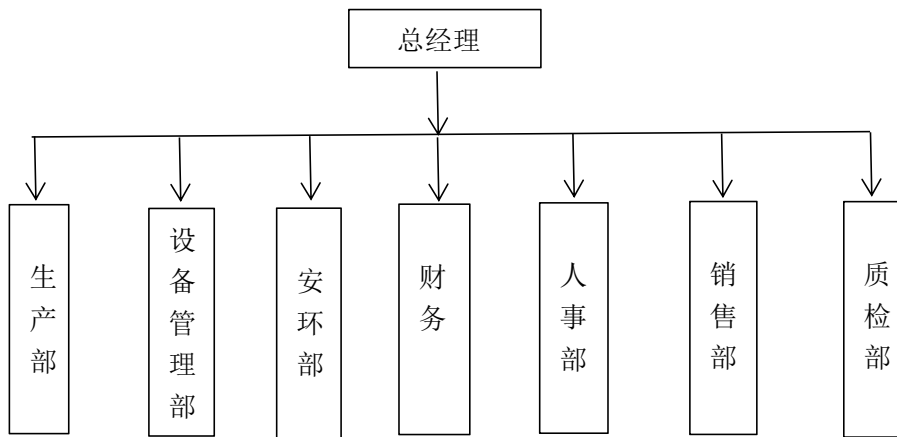 总经理
生产部
设备管理部
安环部
财务
人事部
销售部
质检部